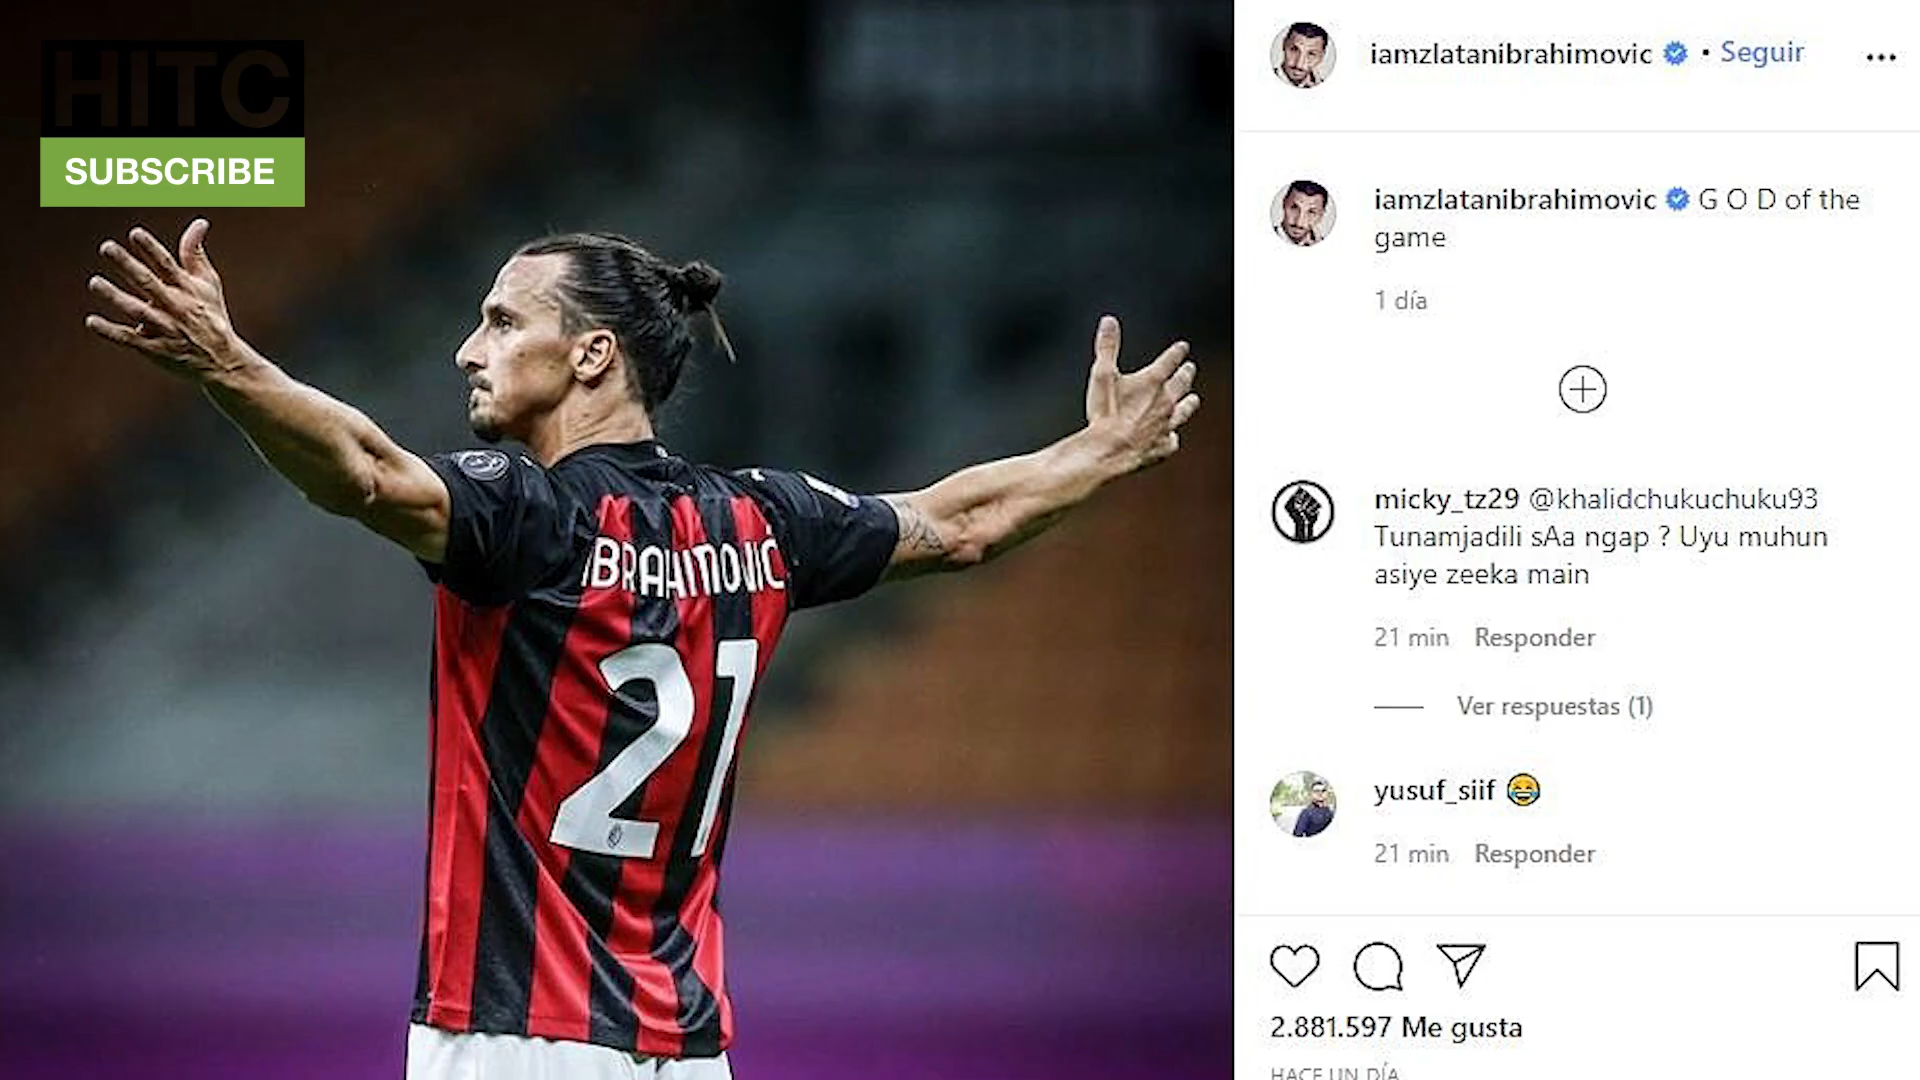 HITC
SUBSCRIBE
IBRAHIMOVIĆ
21
iamzlatanibrahimovic • Seguir
iamzlatanibrahimovic G O D of the
game
1 día
micky_tz29 @khalidchukuchuku93
Tunamjadili sAa ngap ? Uyu muhun
asiye zeeka main
21 min Responder
Ver respuestas (1)
yusuf_siif 😂
21 min Responder
2.881.597 Me gusta
HACE UN DÍA